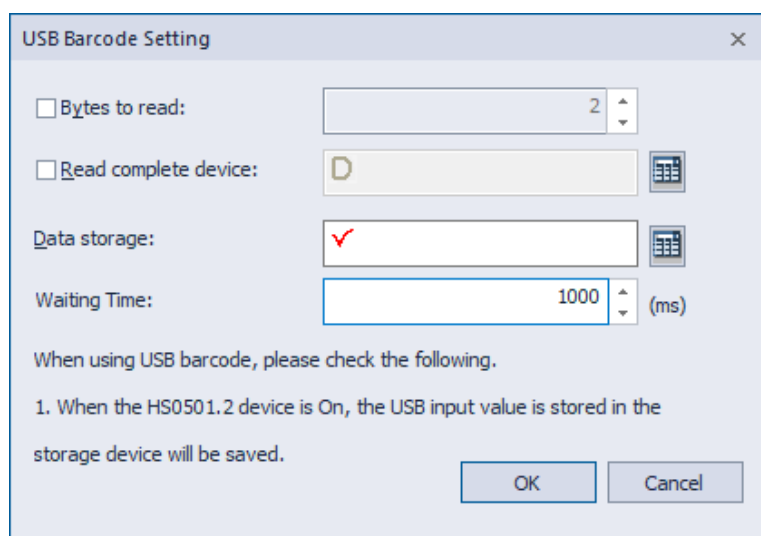 USB Barcode Setting
Bytes to read: 2
Read complete device: D
Data storage:
Waiting Time: 1000 (ms)
When using USB barcode, please check the following.
1. When the HS0501.2 device is On, the USB input value is stored in the
storage device will be saved.
OK Cancel